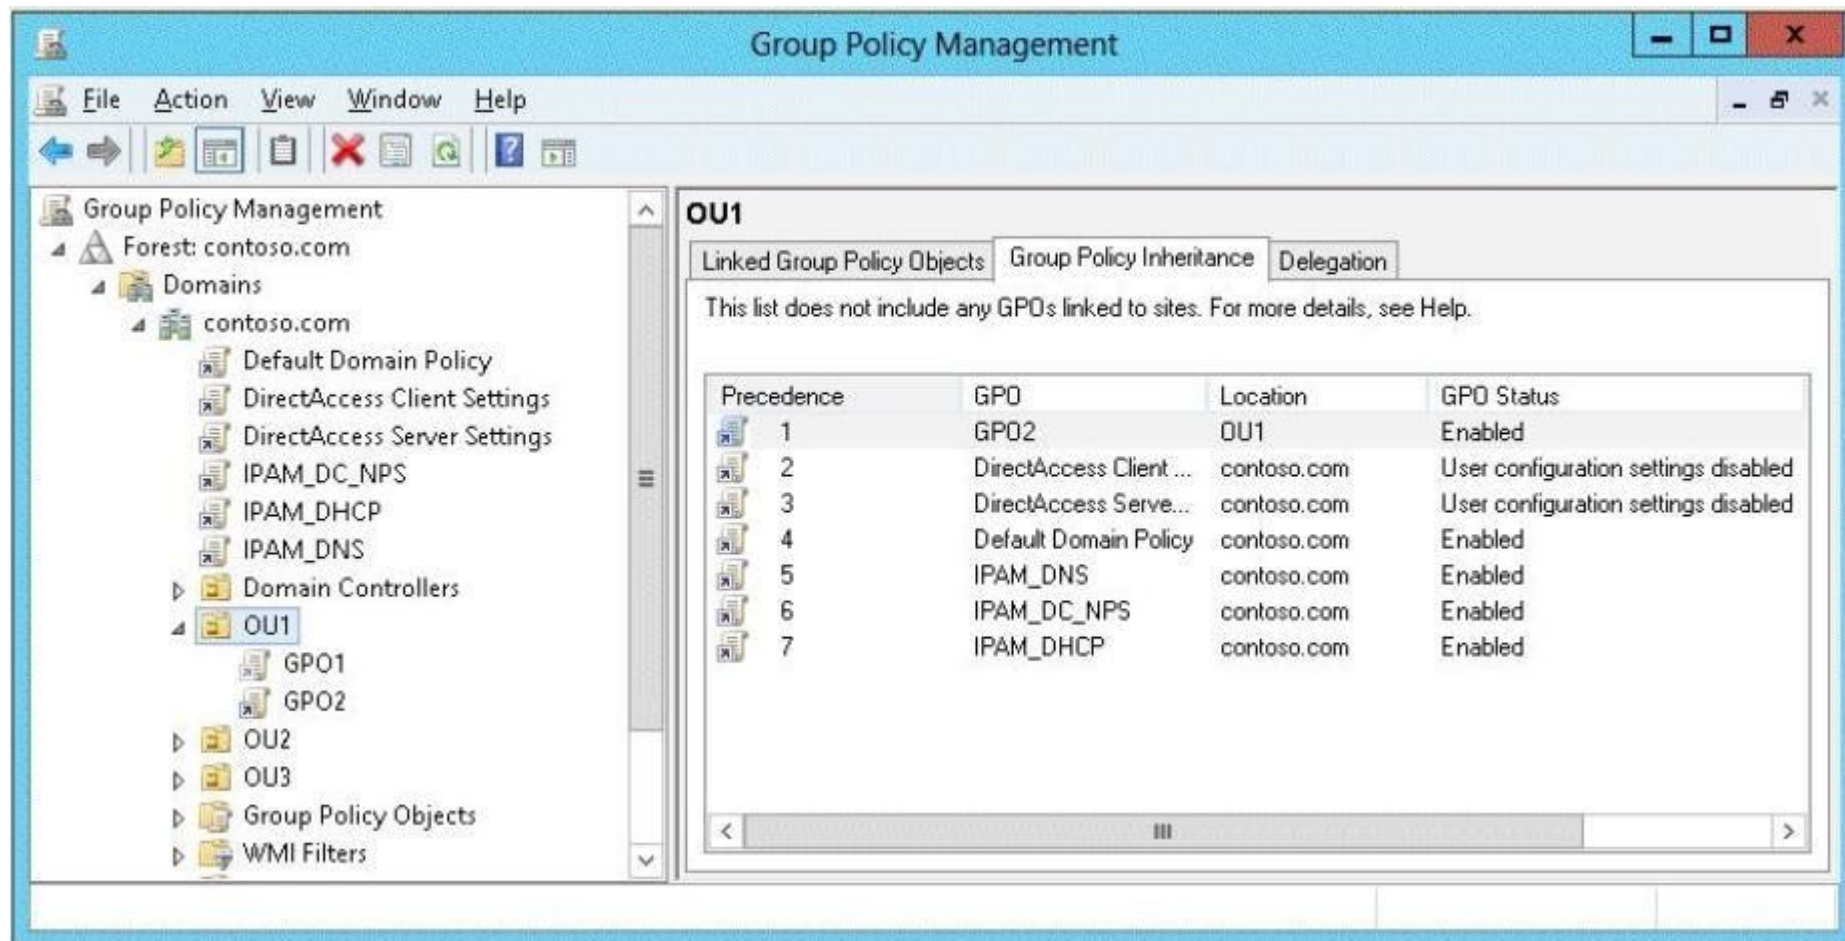 Group Policy Management
File Action View Window Help
Group Policy Management
Forest: contoso.com
Domains
contoso.com
Default Domain Policy
DirectAccess Client Settings
DirectAccess Server Settings
IPAM_DC_NPS
IPAM_DHCP
IPAM_DNS
Domain Controllers
OU1
GPO1
GPO2
OU2
OU3
Group Policy Objects
WMI Filters
OU1
Linked Group Policy Objects Group Policy Inheritance Delegation
This list does not include any GPOs linked to sites. For more details, see Help.
Precedence GPO Location GPO Status
1 GPO2 OU1 Enabled
2 DirectAccess Client ... contoso.com User configuration settings disabled
3 DirectAccess Serve... contoso.com User configuration settings disabled
4 Default Domain Policy contoso.com Enabled
5 IPAM_DNS contoso.com Enabled
6 IPAM_DC_NPS contoso.com Enabled
7 IPAM_DHCP contoso.com Enabled